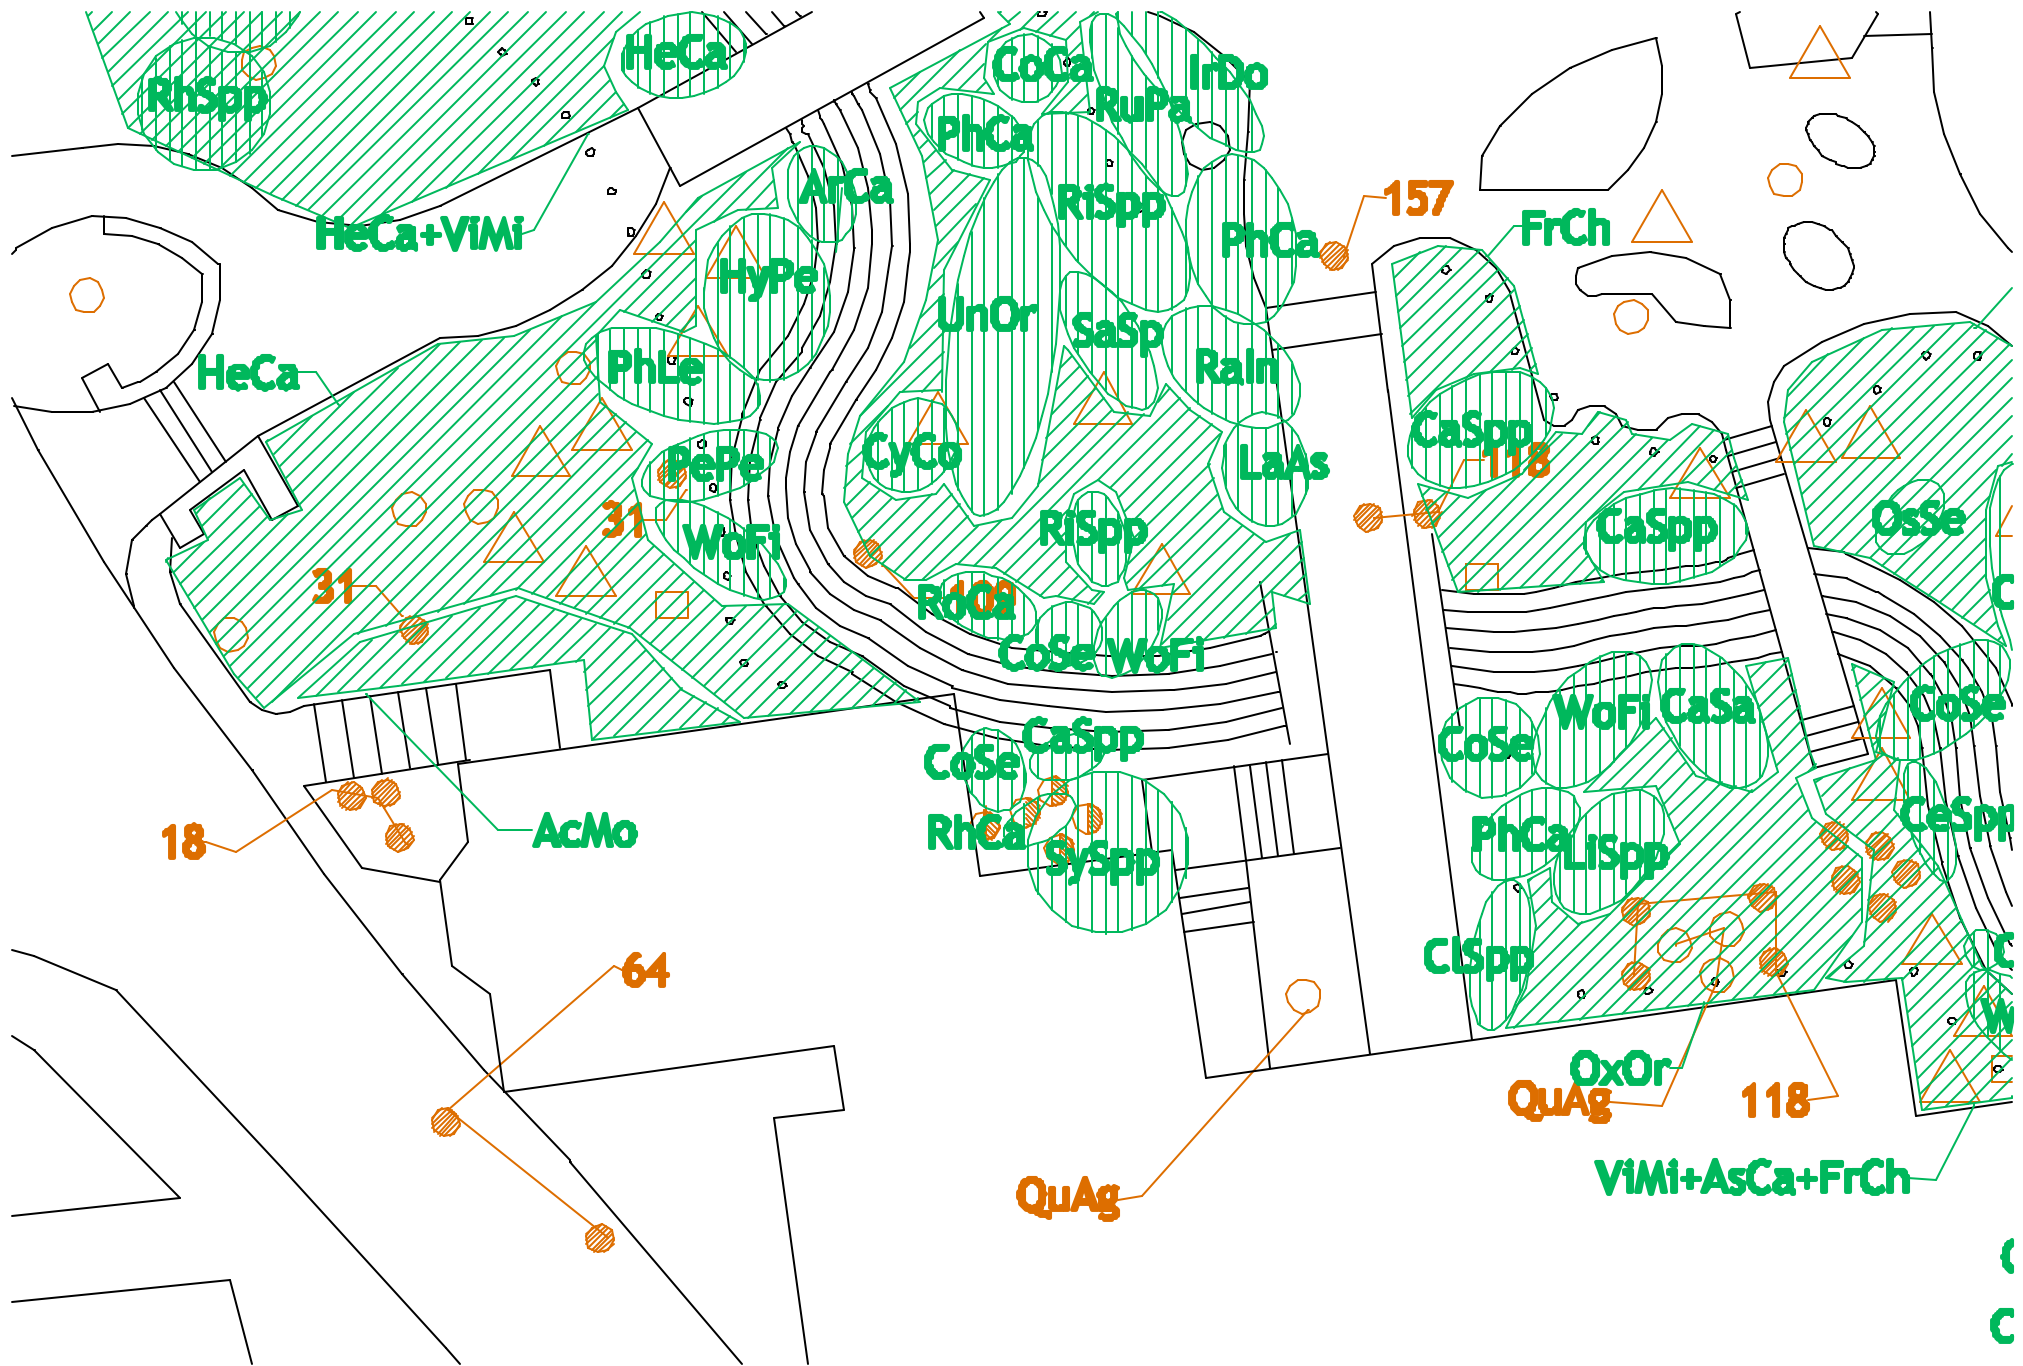 HeCa
RhSpp
CoCa
IrDo
RuPa
PhCa
ArCa
157
RiSpp
HeCa+ViMi
FrCh
PhCa
HyPe
UnOr
SaSp
PhLe
RaIn
HeCa
CaSpp
CyCo
PePe
LaAs
118
31
WoFi
RiSpp
CaSpp
OsSe
31
109
RoCa
CoSe
WoFi
WoFi
CaSa
CoSe
CaSpp
CoSe
CoSe
18
AcMo
RhCa
SySpp
PhCa
LiSpp
CeSpp
ClSpp
64
OxOr
QuAg
118
QuAg
ViMi+AsCa+FrCh